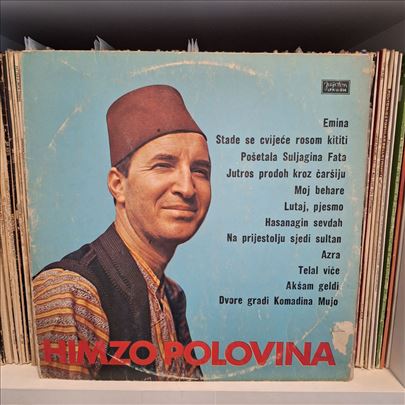 jugoton
Emina
Stade se cvijeće rosom kititi
Pošetala Suljagina Fata
Jutros prođoh kroz čaršiju
Moj behare
Lutaj, pjesmo
Hasanagin sevdah
Na prijestolju sjedi sultan
Azra
Telal viče
Akšam geldi
Dvore gradi Komadina Mujo
HIMZO POLOVINA